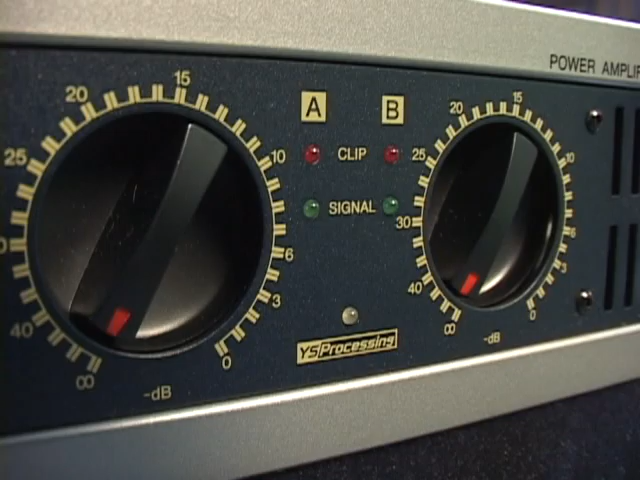 POWER AMPLIF
A
B
CLIP
SIGNAL
YS Processing
25
20
15
10
6
3
0
40
∞
-dB
25
20
15
10
6
3
0
30
40
∞
-dB